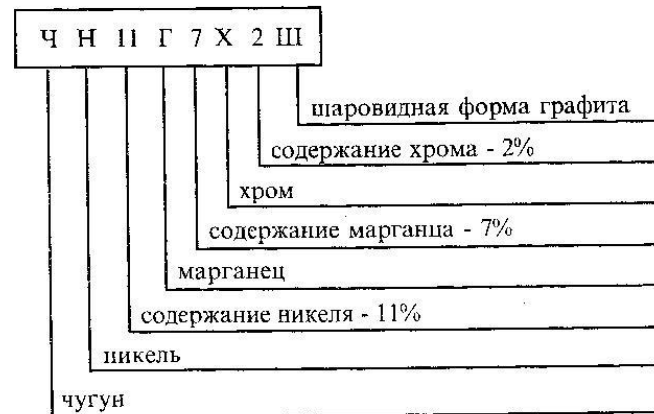 Ч Н 11 Г 7 Х 2 Ш
шаровидная форма графита
содержание хрома - 2%
хром
содержание марганца - 7%
марганец
содержание никеля - 11%
никель
чугун